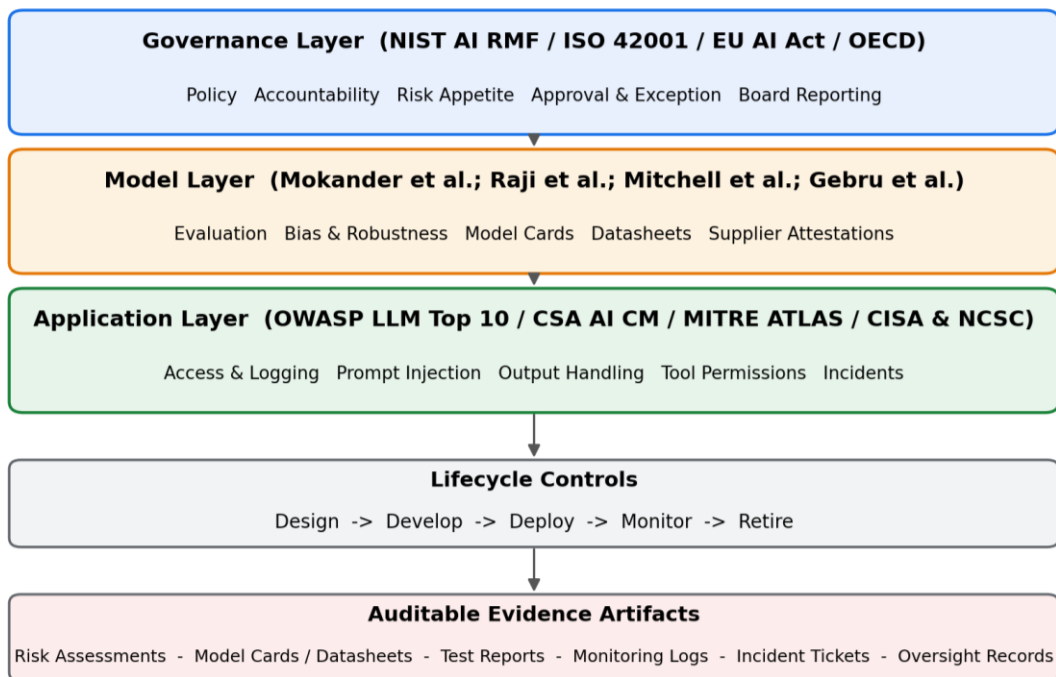 Governance Layer (NIST AI RMF / ISO 42001 / EU AI Act / OECD)
Policy Accountability Risk Appetite Approval & Exception Board Reporting
Model Layer (Mokander et al.; Raji et al.; Mitchell et al.; Gebru et al.)
Evaluation Bias & Robustness Model Cards Datasheets Supplier Attestations
Application Layer (OWASP LLM Top 10 / CSA AI CM / MITRE ATLAS / CISA & NCSC)
Access & Logging Prompt Injection Output Handling Tool Permissions Incidents
Lifecycle Controls
Design -> Develop -> Deploy -> Monitor -> Retire
Auditable Evidence Artifacts
Risk Assessments - Model Cards / Datasheets - Test Reports - Monitoring Logs - Incident Tickets - Oversight Records